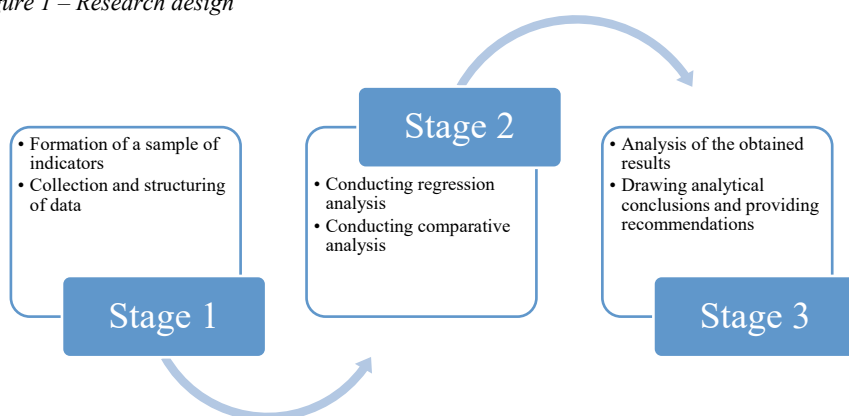 gure 1 – Research design
• Formation of a sample of
indicators
• Collection and structuring
of data
Stage 1
Stage 2
• Conducting regression
analysis
• Conducting comparative
analysis
• Analysis of the obtained
results
• Drawing analytical
conclusions and providing
recommendations
Stage 3